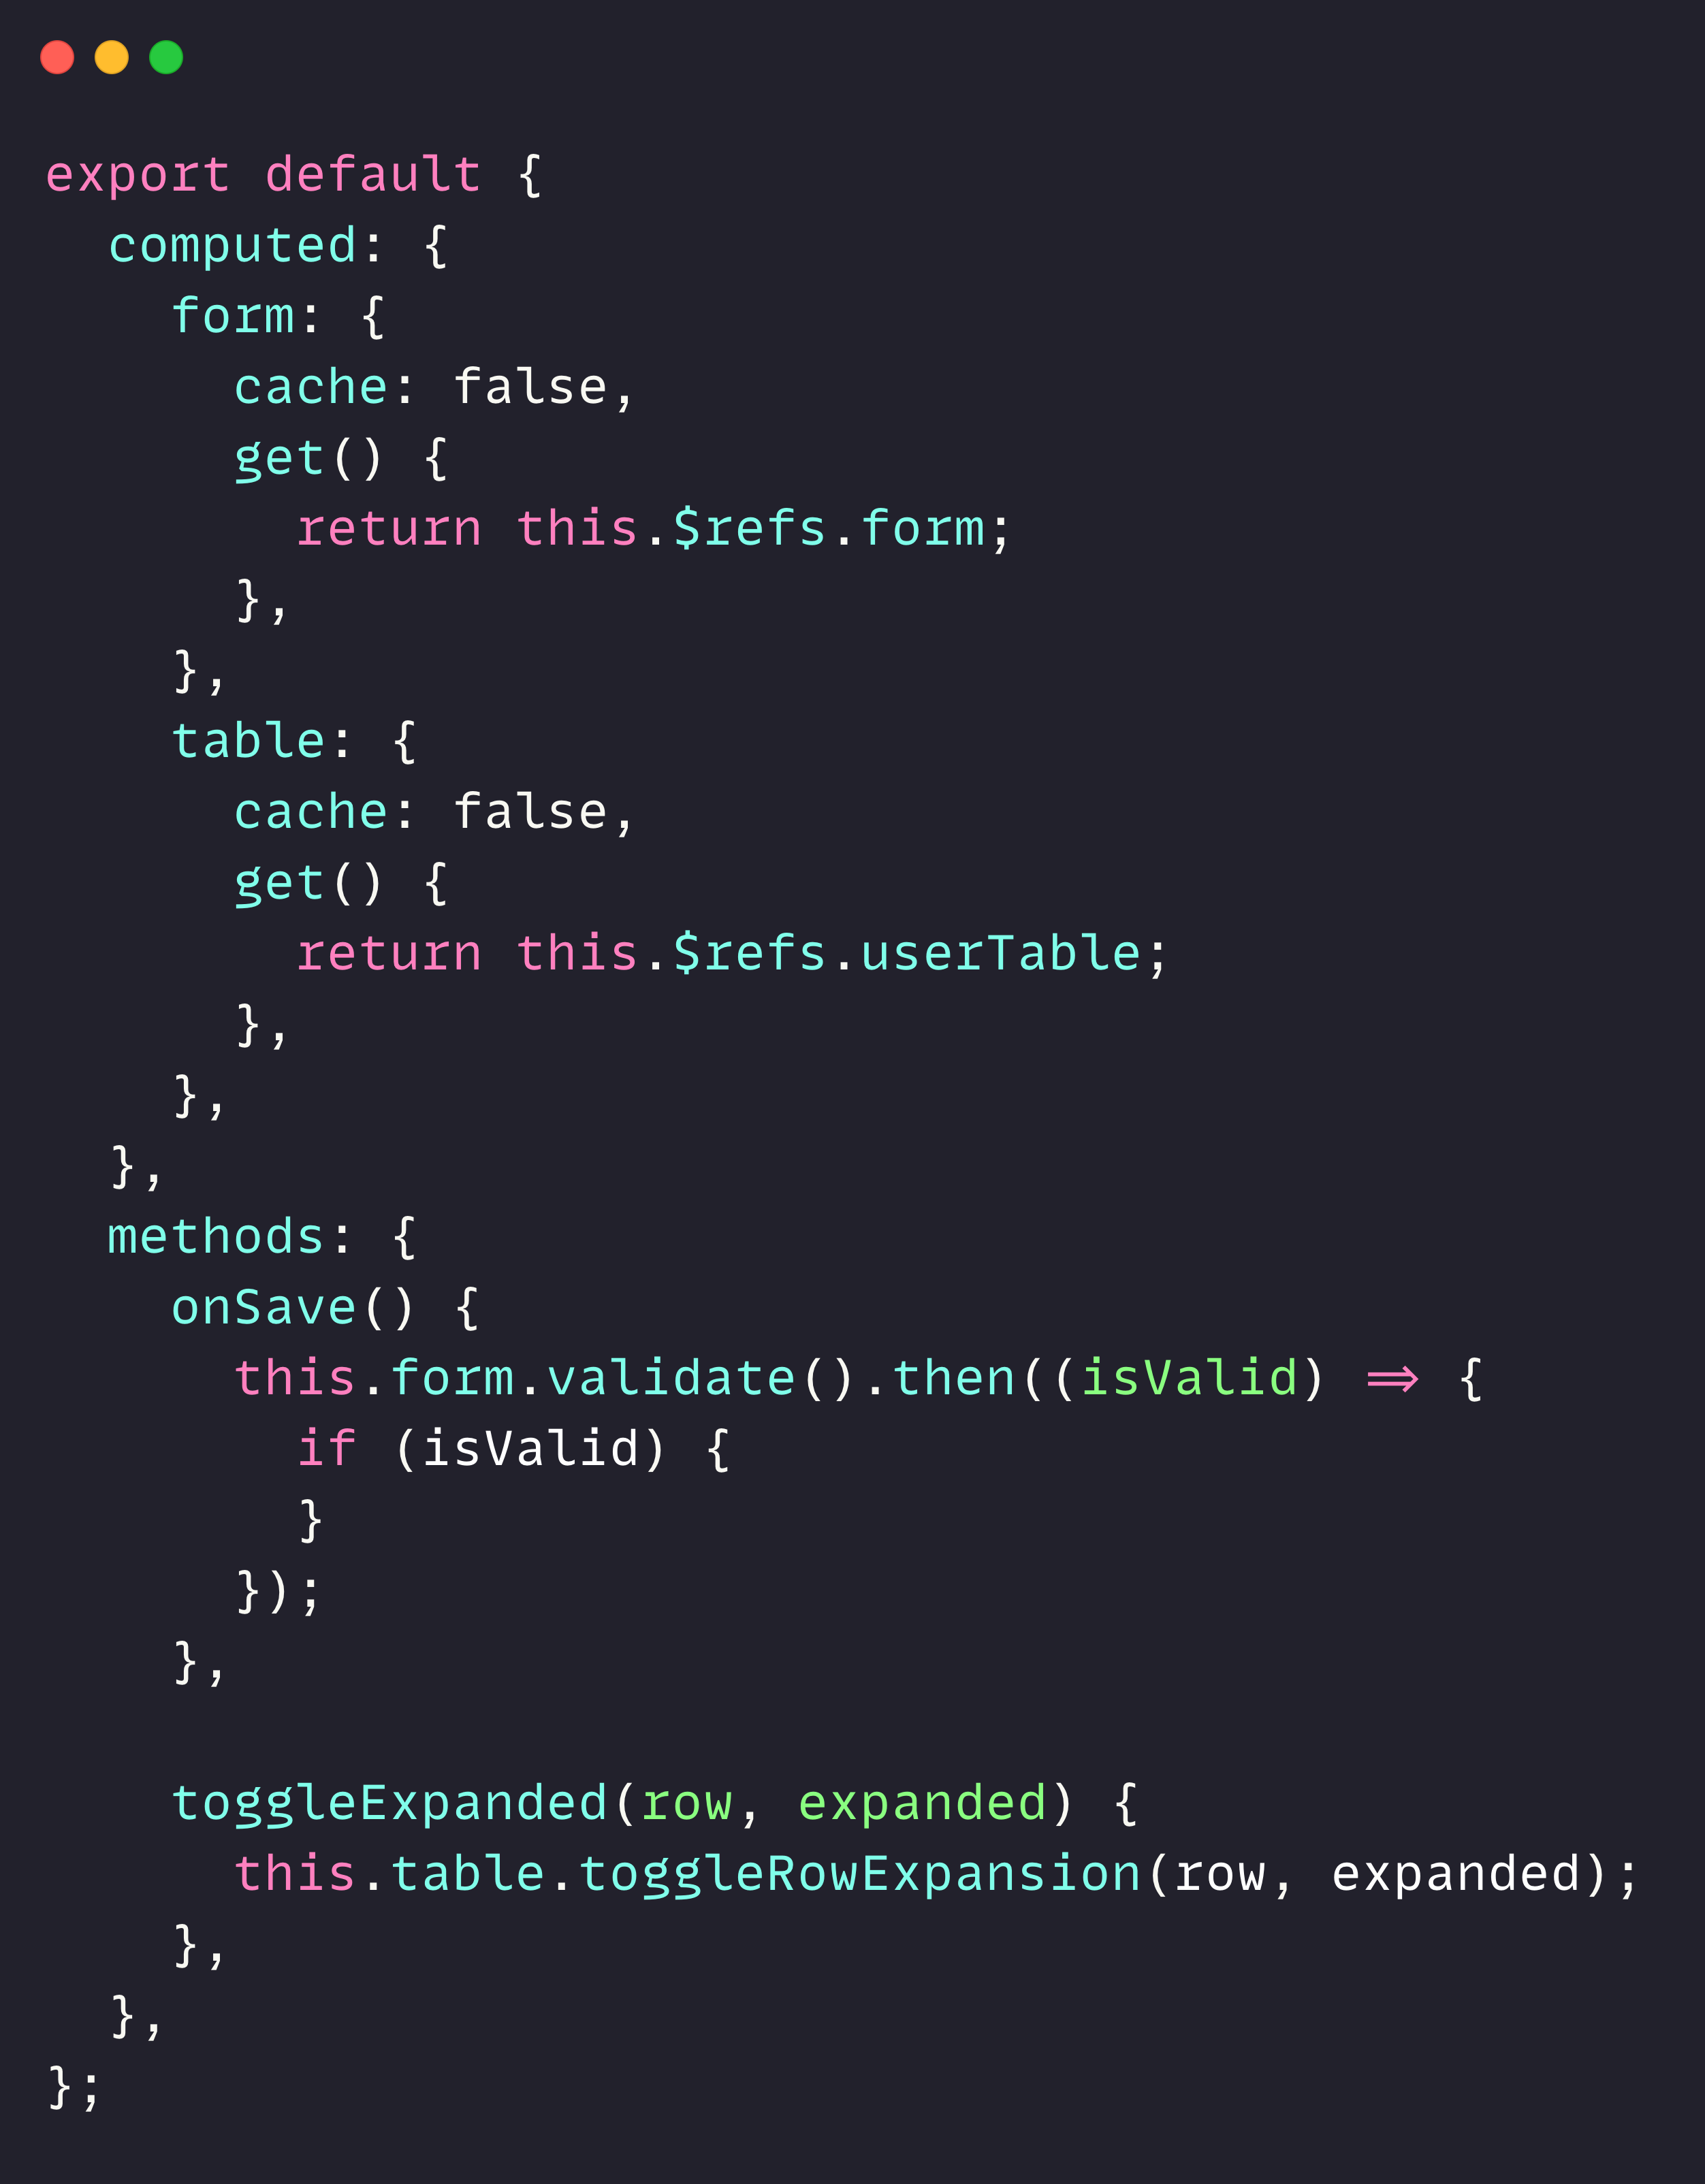 export default {
  computed: {
    form: {
      cache: false,
      get() {
        return this.$refs.form;
      },
    },
    table: {
      cache: false,
      get() {
        return this.$refs.userTable;
      },
    },
  },
  methods: {
    onSave() {
      this.form.validate().then((isValid) => {
        if (isValid) {
        }
      });
    },

    toggleExpanded(row, expanded) {
      this.table.toggleRowExpansion(row, expanded);
    },
  },
};